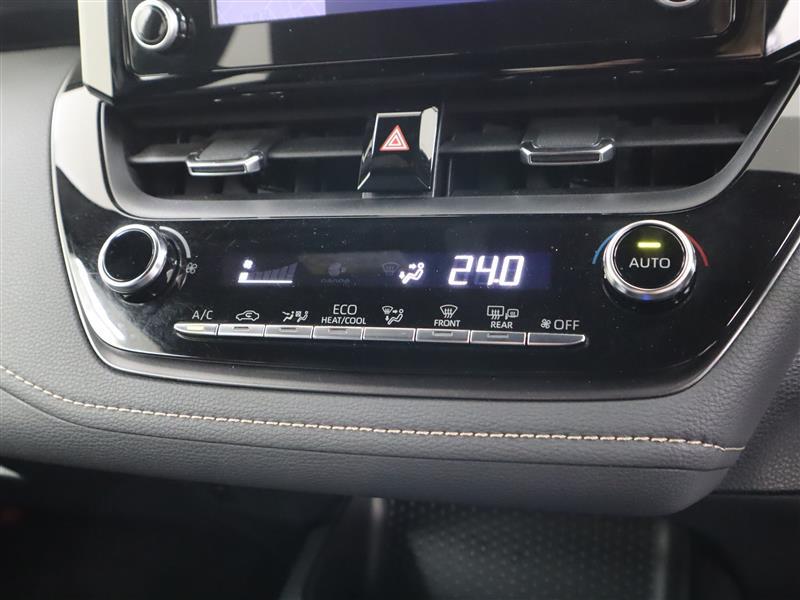 24.0
AUTO
A/C
ECO
HEAT/COOL
FRONT
REAR
OFF